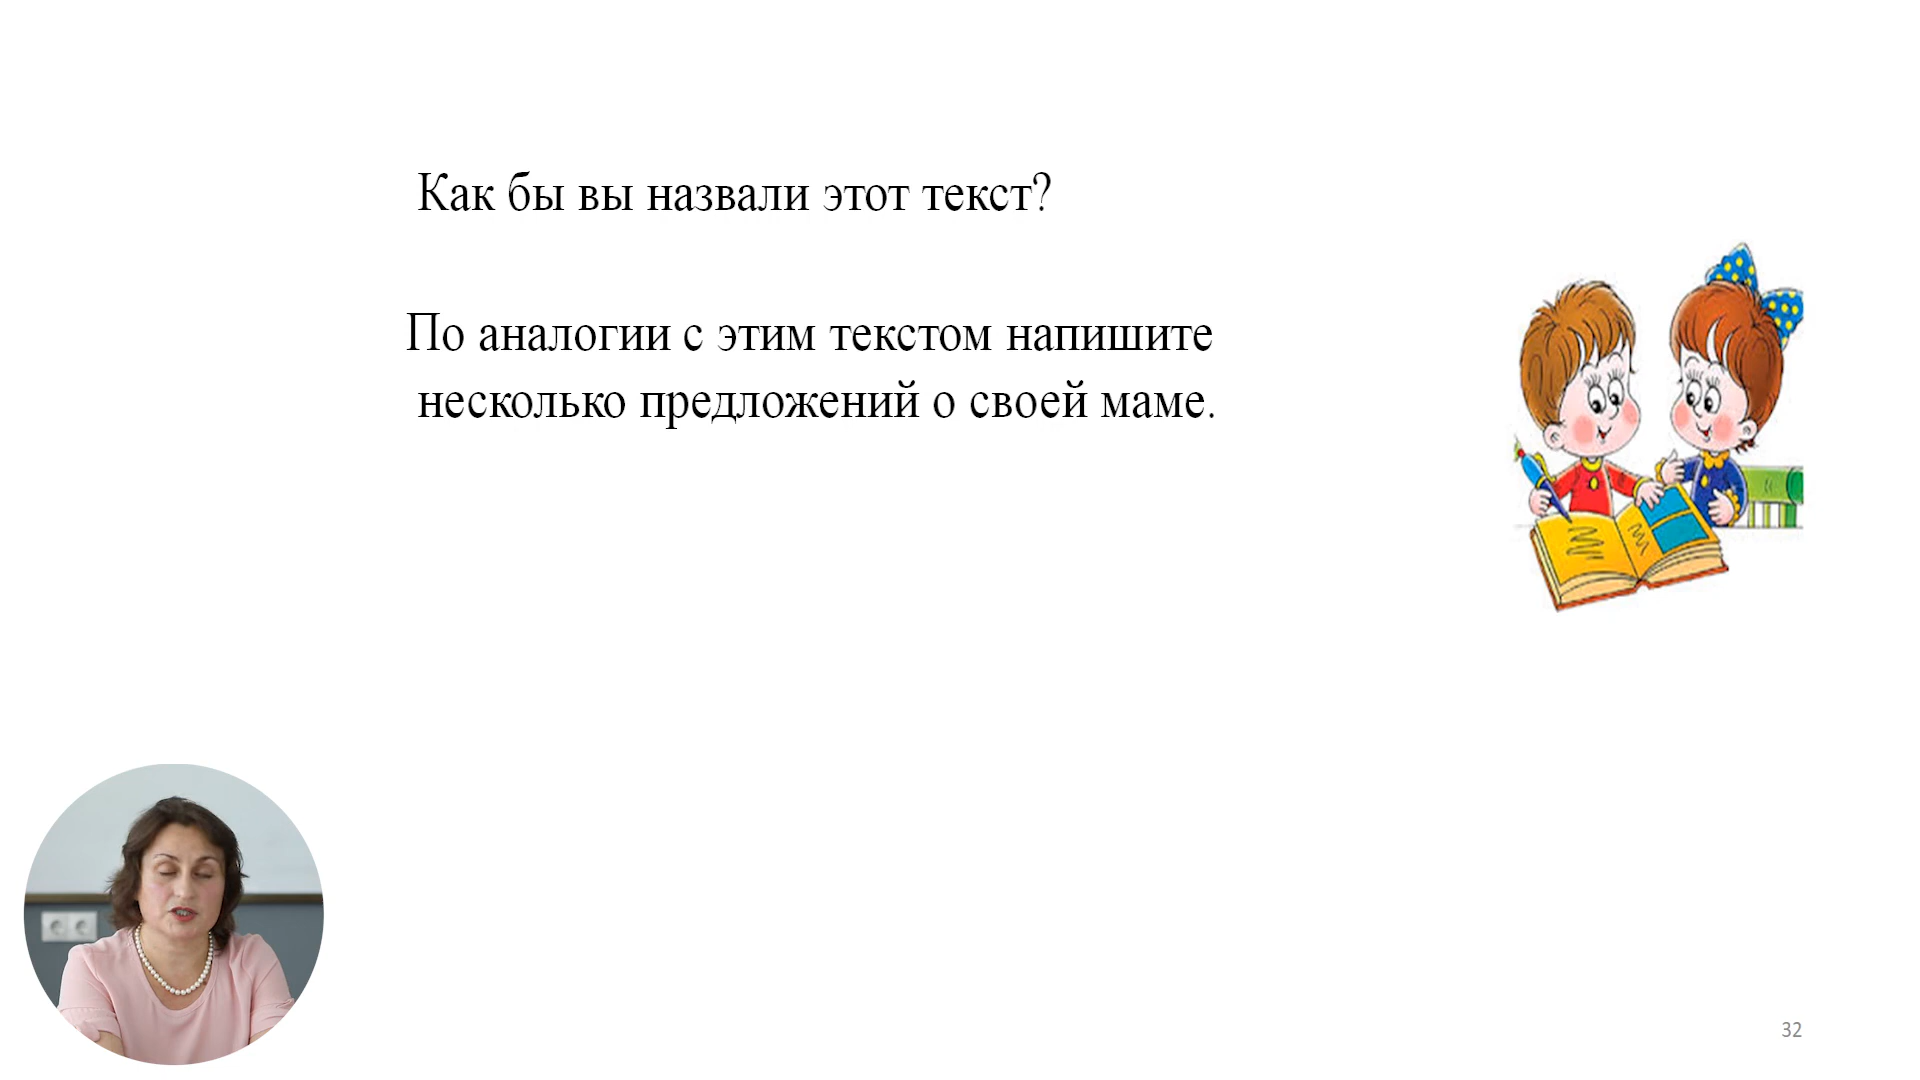 Как бы вы назвали этот текст?
По аналогии с этим текстом напишите
несколько предложений о своей маме.
32